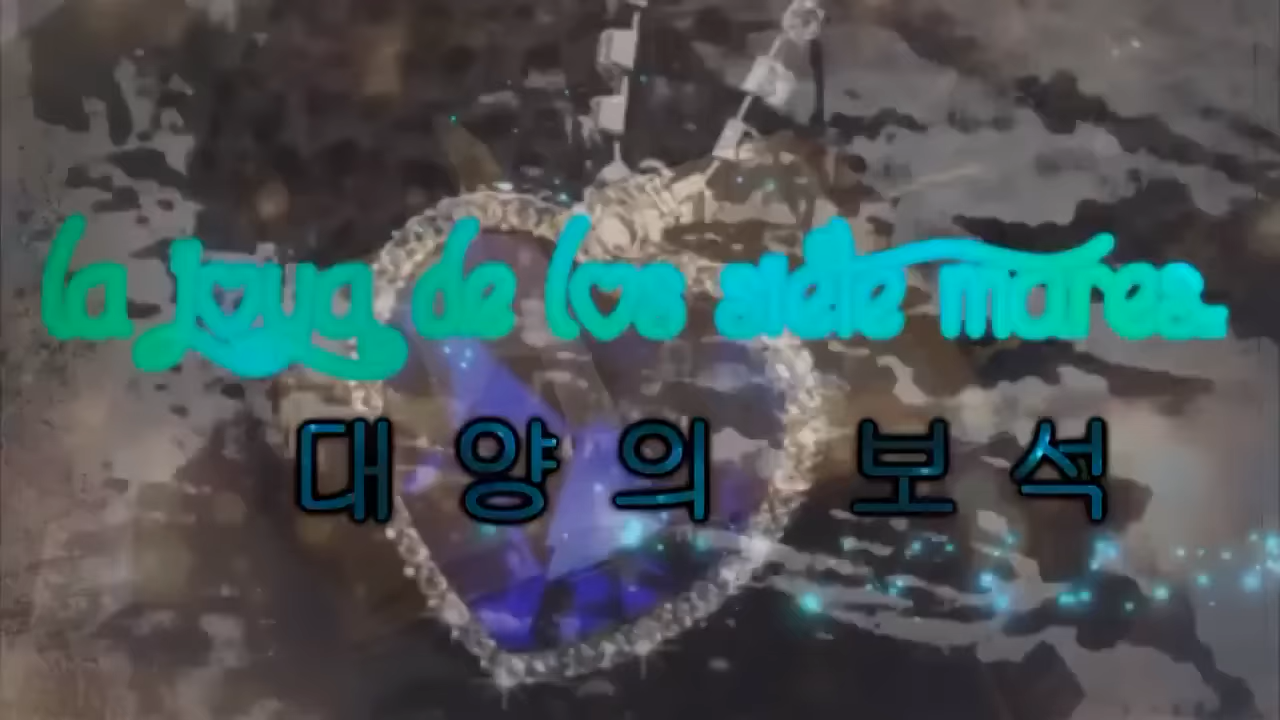 la joya de los siete mares.
대양의 보석